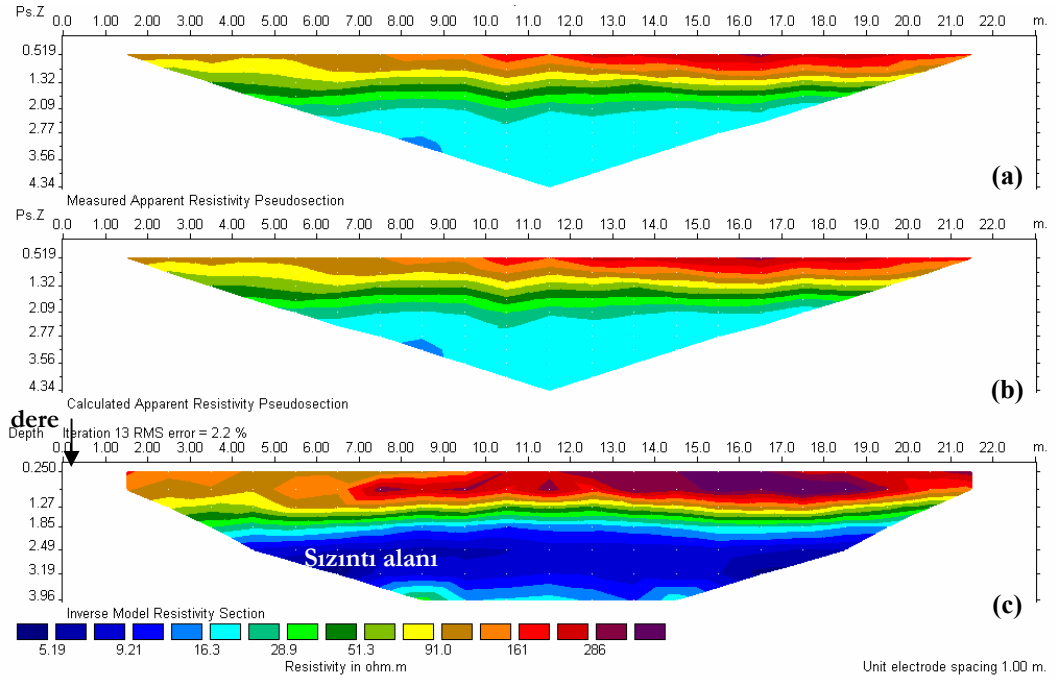 Ps.Z 0.0 1.00 2.00 3.00 4.00 5.00 6.00 7.00 8.00 9.00 10.0 11.0 12.0 13.0 14.0 15.0 16.0 17.0 18.0 19.0 20.0 21.0 22.0 m.
0.519
1.32
2.09
2.77
3.56
4.34
(a)
Measured Apparent Resistivity Pseudosection
Ps.Z 0.0 1.00 2.00 3.00 4.00 5.00 6.00 7.00 8.00 9.00 10.0 11.0 12.0 13.0 14.0 15.0 16.0 17.0 18.0 19.0 20.0 21.0 22.0 m.
0.519
1.32
2.09
2.77
3.56
4.34
(b)
Calculated Apparent Resistivity Pseudosection
dere
Depth Iteration 13 RMS error = 2.2 %
0.0 1.00 2.00 3.00 4.00 5.00 6.00 7.00 8.00 9.00 10.0 11.0 12.0 13.0 14.0 15.0 16.0 17.0 18.0 19.0 20.0 21.0 22.0 m.
0.250
1.27
1.85
2.49
3.19
3.96
Sızıntı alanı
(c)
Inverse Model Resistivity Section
5.19 9.21 16.3 28.9 51.3 91.0 161 286
Resistivity in ohm.m
Unit electrode spacing 1.00 m.